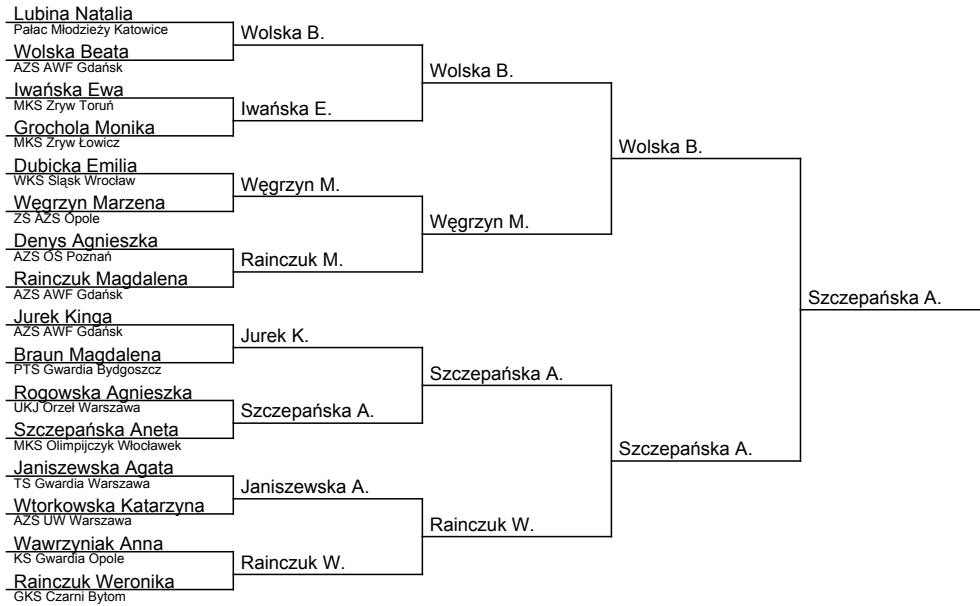 Lubina Natalia
Pałac Młodzieży Katowice
Wolska Beata
AZS AWF Gdańsk
Iwańska Ewa
MKS Zryw Toruń
Grochola Monika
MKS Zryw Łowicz
Dubicka Emilia
WKS Śląsk Wrocław
Węgrzyn Marzena
ZS AZS Opole
Denys Agnieszka
AZS OŚ Poznań
Rainczuk Magdalena
AZS AWF Gdańsk
Jurek Kinga
AZS AWF Gdańsk
Braun Magdalena
PTS Gwardia Bydgoszcz
Rogowska Agnieszka
UKJ Orzeł Warszawa
Szczepańska Aneta
MKS Olimpijczyk Włocławek
Janiszewska Agata
TS Gwardia Warszawa
Wtorkowska Katarzyna
AZS UW Warszawa
Wawrzyniak Anna
KS Gwardia Opole
Rainczuk Weronika
GKS Czarni Bytom
Wolska B.
Iwańska E.
Węgrzyn M.
Rainczuk M.
Jurek K.
Szczepańska A.
Janiszewska A.
Rainczuk W.
Wolska B.
Węgrzyn M.
Szczepańska A.
Rainczuk W.
Wolska B.
Szczepańska A.
Szczepańska A.